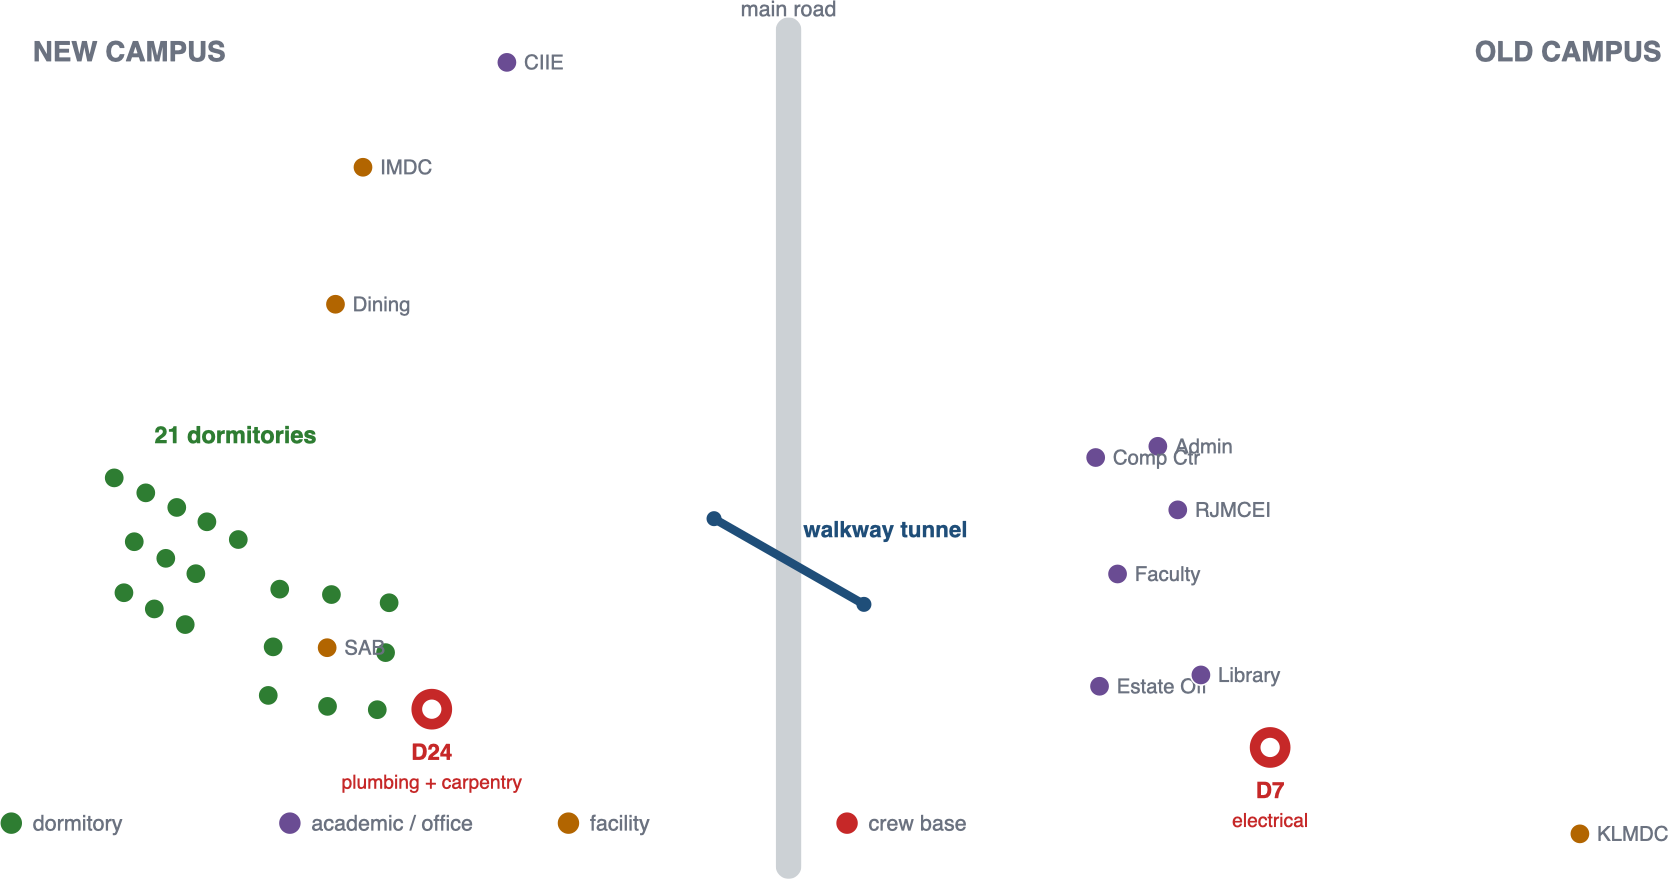 main road
NEW CAMPUS
OLD CAMPUS
CIIE
IMDC
Dining
21 dormitories
Admin
Comp Ctr
RJMCEI
walkway tunnel
Faculty
SAB
Library
Estate Off
D24
plumbing + carpentry
D7
electrical
dormitory
academic / office
facility
crew base
KLMDC